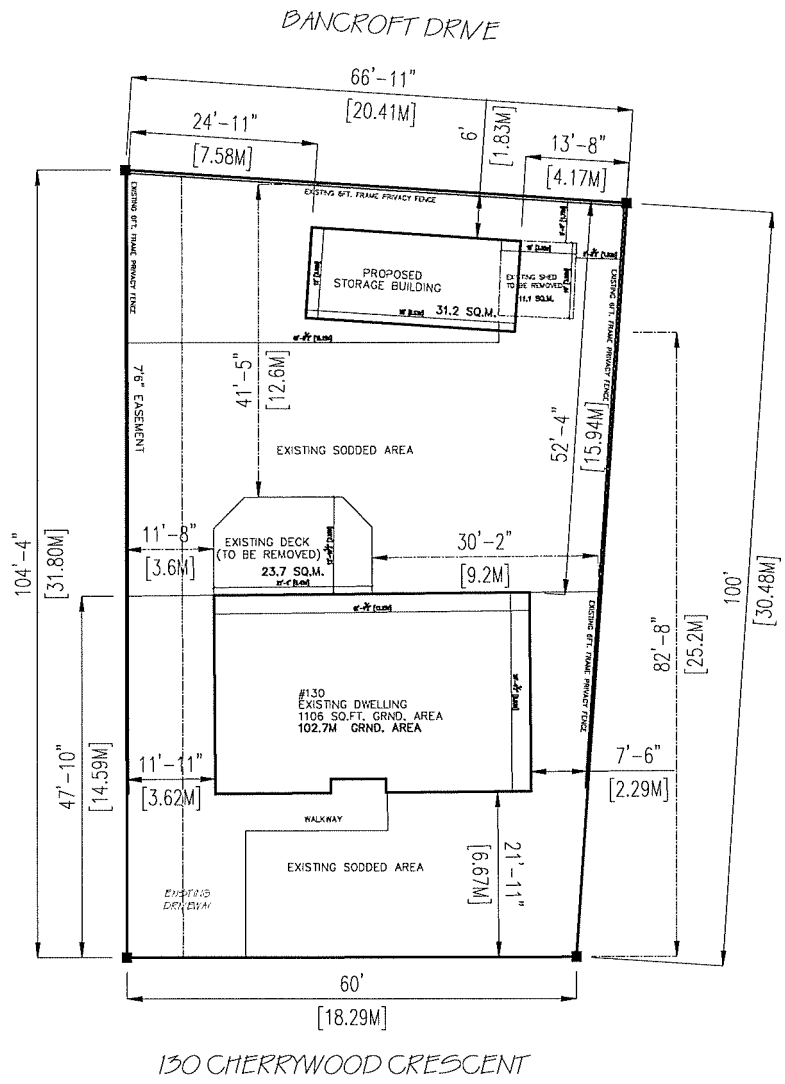 BANCROFT DRIVE
66'-11"
[20.41M]
24'-11"
[7.58M]
6'
[1.83M]
13'-8"
[4.17M]
EXISTING 6FT. FRAME PRIVACY FENCE
EXISTING 6FT. FRAME PRIVACY FENCE
PROPOSED
STORAGE BUILDING
31.2 SQ.M.
EXISTING SHED
TO BE REMOVED
11.1 SQ.M.
EXISTING 6FT. FRAME PRIVACY FENCE
7'6" EASEMENT
41'-5"
[12.6M]
52'-4"
[15.94M]
EXISTING SODDED AREA
104'-4"
[31.80M]
11'-8"
[3.6M]
EXISTING DECK
(TO BE REMOVED)
23.7 SQ.M.
30'-2"
[9.2M]
100'
[30.48M]
82'-8"
[25.2M]
EXISTING 6FT. FRAME PRIVACY FENCE
#130
EXISTING DWELLING
1106 SQ.FT. GRND. AREA
102.7M GRND. AREA
47'-10"
[14.59M]
11'-11"
[3.62M]
7'-6"
[2.29M]
WALKWAY
21'-11"
[6.67M]
EXISTING SODDED AREA
EXISTING
DRIVEWAY
60'
[18.29M]
130 CHERRYWOOD CRESCENT